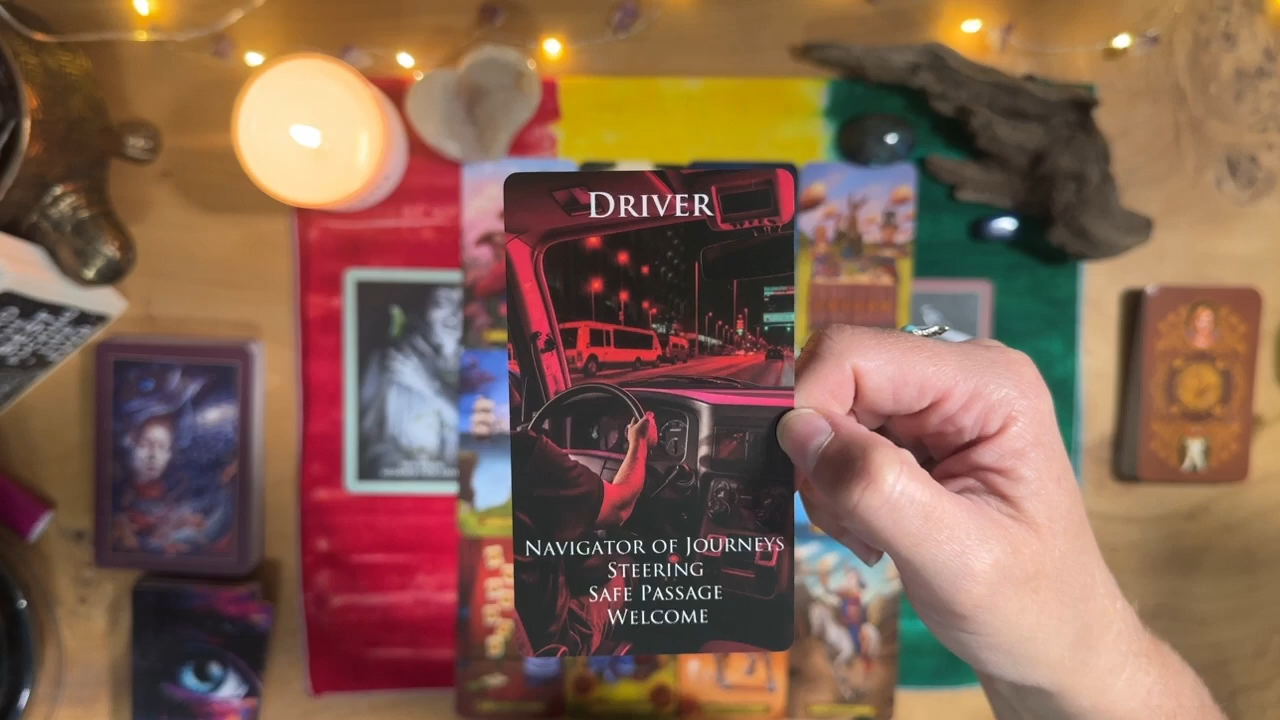 DRIVER
NAVIGATOR OF JOURNEYS
STEERING
SAFE PASSAGE
WELCOME